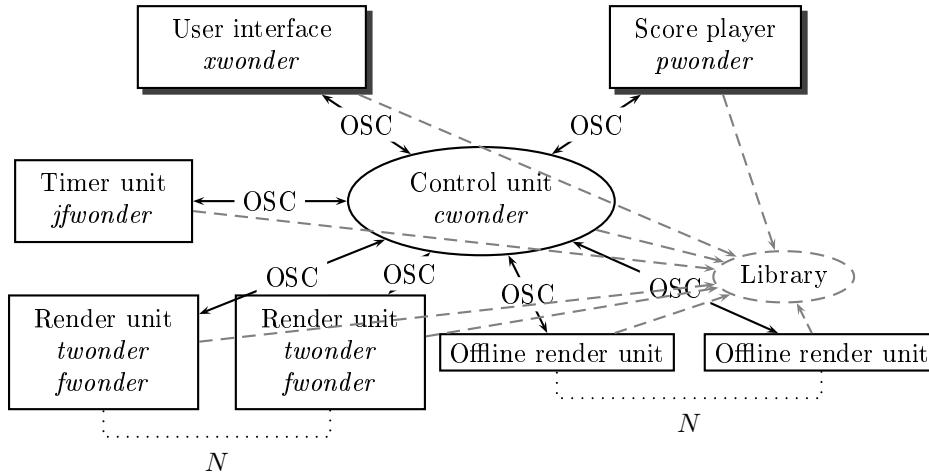 User interface
xwonder
Score player
pwonder
OSC
OSC
Timer unit
jfwonder
OSC
Control unit
cwonder
OSC
OSC
OSC
OSC
Library
Render unit
twonder
fwonder
Render unit
twonder
fwonder
Offline render unit
Offline render unit
N
N